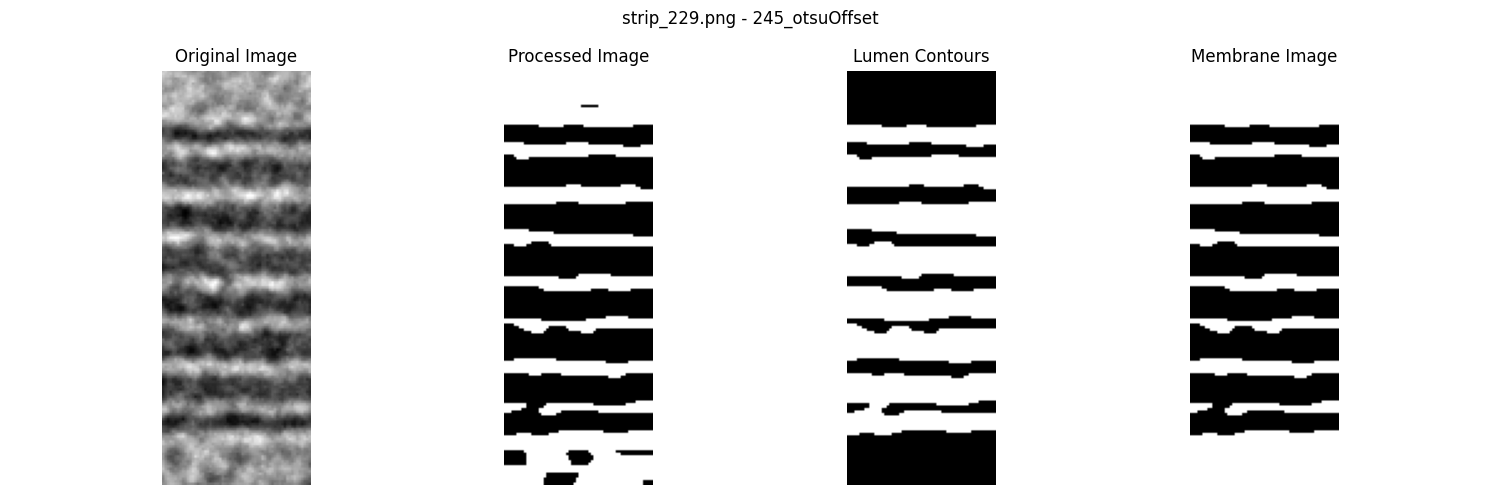 strip_229.png - 245_otsuOffset
Original Image
Processed Image
Lumen Contours
Membrane Image